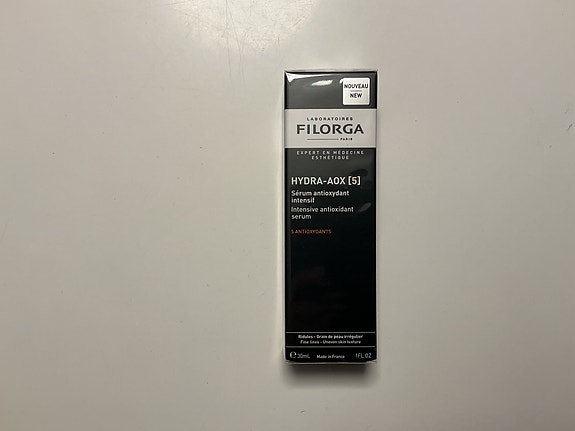 NOUVEAU
NEW
LABORATOIRES
FILORGA
PARIS
EXPERT EN MÉDECINE
ESTHÉTIQUE
HYDRA-AOX [5]
Sérum antioxydant
intensif
Intensive antioxidant
serum
5 ANTIOXYDANTS
Ridules - Grain de peau irrégulier
Fine lines - Uneven skin texture
℮ 30mL Made in France 1FL.OZ